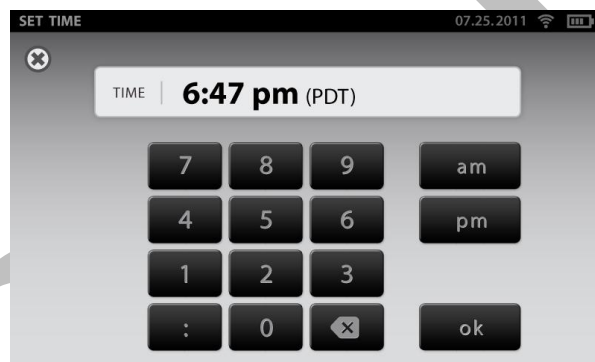 SET TIME 07.25.2011
TIME 6:47 pm (PDT)
7 8 9 am
4 5 6 pm
1 2 3
: 0 ok